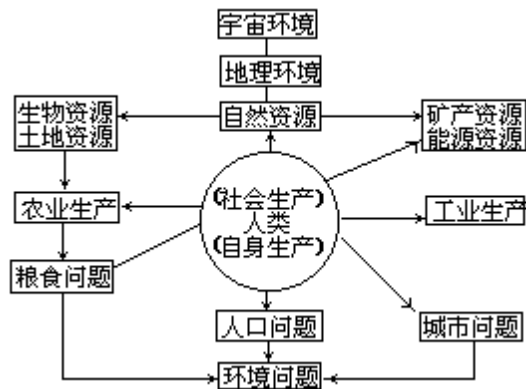 宇宙环境
地理环境
生物资源
土地资源
自然资源
矿产资源
能源资源
(社会生产)
农业生产
人类
工业生产
(自身生产)
粮食问题
人口问题
城市问题
环境问题